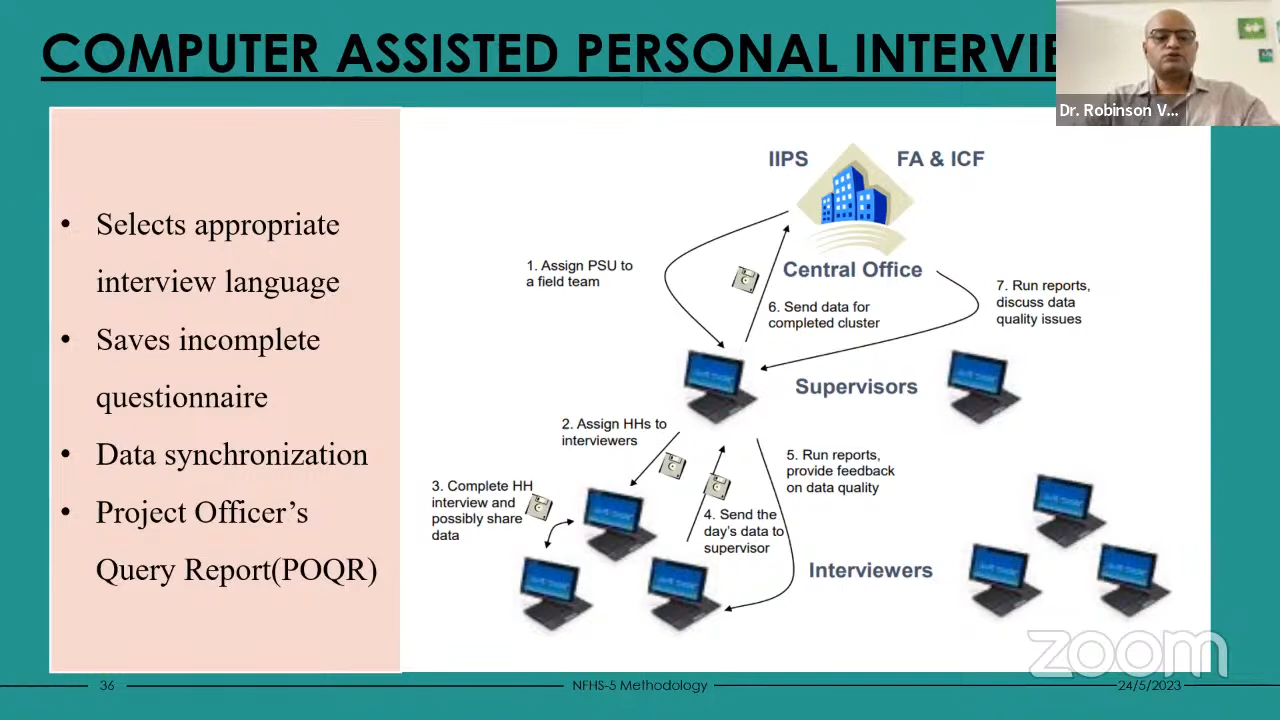 COMPUTER ASSISTED PERSONAL INTERVIE
Dr. Robinson V...
• Selects appropriate
interview language
• Saves incomplete
questionnaire
• Data synchronization
• Project Officer’s
Query Report(POQR)
IIPS
FA & ICF
Central Office
1. Assign PSU to
a field team
6. Send data for
completed cluster
7. Run reports,
discuss data
quality issues
Supervisors
2. Assign HHs to
interviewers
3. Complete HH
interview and
possibly share
data
4. Send the
day's data to
supervisor
5. Run reports,
provide feedback
on data quality
Interviewers
zoom
36
NFHS-5 Methodology
24/5/2023